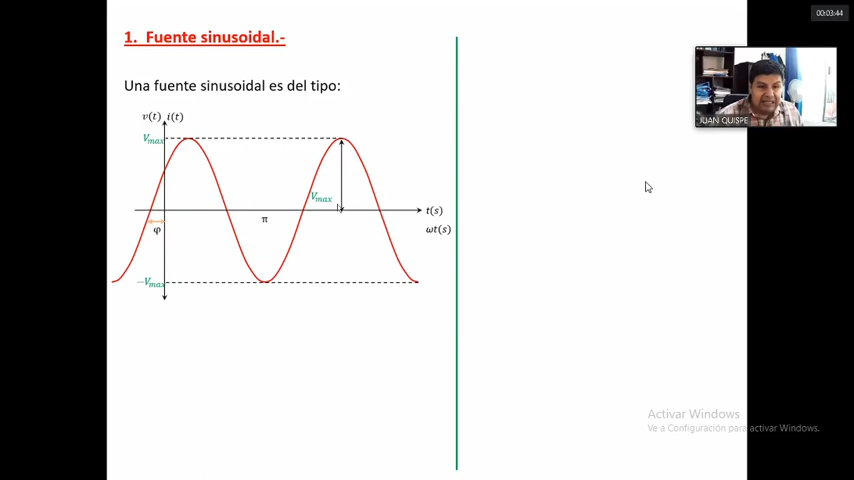 00:03:44
1. Fuente sinusoidal.-
Una fuente sinusoidal es del tipo:
v(t) i(t)
Vmax
Vmax
t(s)
φ
π
ωt(s)
−Vmax
JUAN QUISPE
Activar Windows
Ve a Configuración para activar Windows.